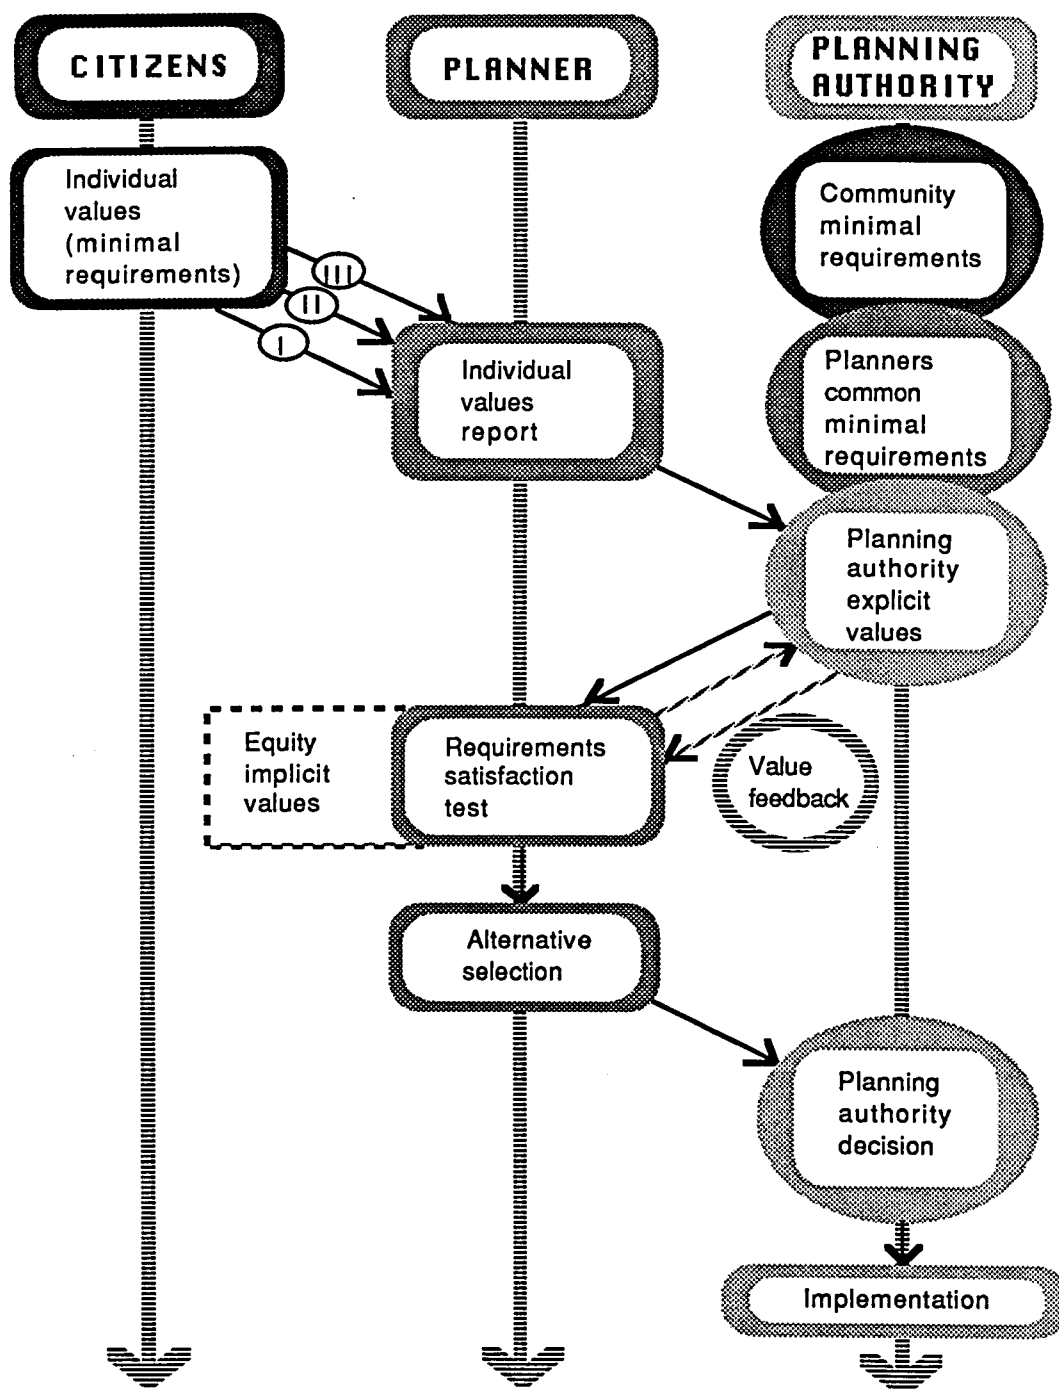 CITIZENS
PLANNER
PLANNING
AUTHORITY
Individual
values
(minimal
requirements)
III
II
I
Community
minimal
requirements
Individual
values
report
Planners
common
minimal
requirements
Planning
authority
explicit
values
Equity
implicit
values
Requirements
satisfaction
test
Value
feedback
Alternative
selection
Planning
authority
decision
Implementation